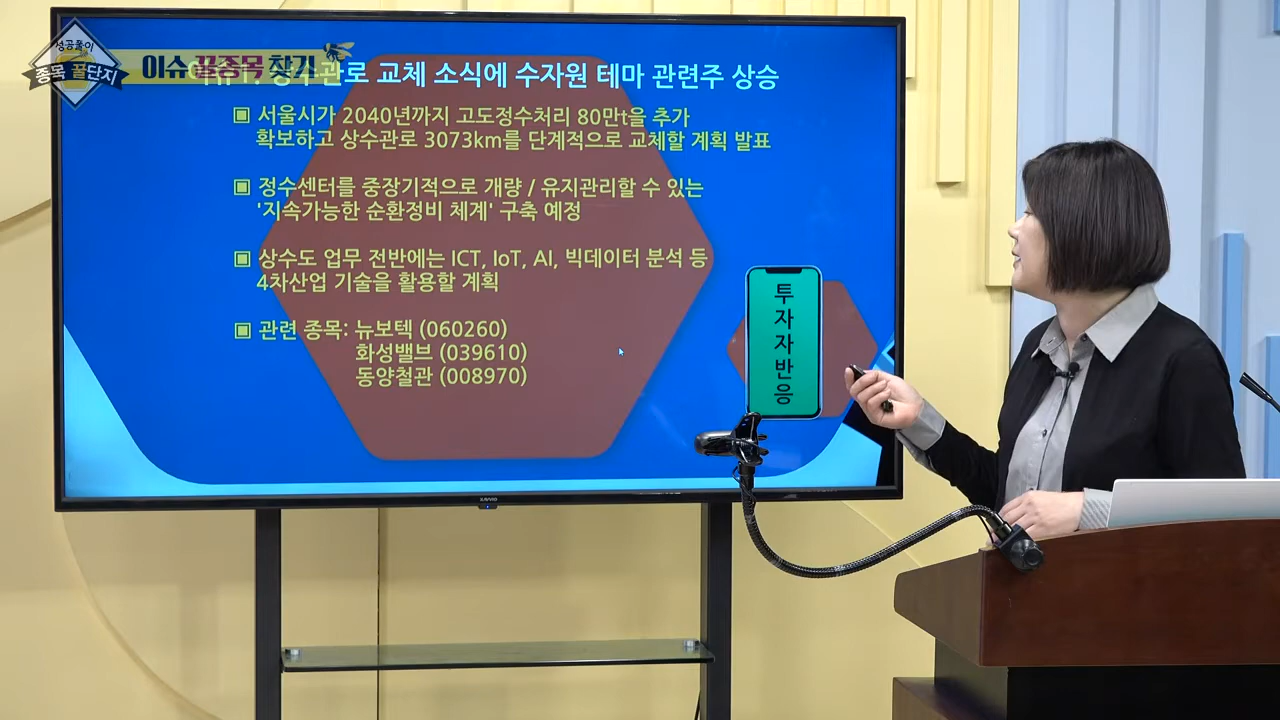 성공풀이
종목 꿀단지
이슈 꿀종목 찾기
상수관로 교체 소식에 수자원 테마 관련주 상승
▣ 서울시가 2040년까지 고도정수처리 80만t을 추가
확보하고 상수관로 3073km를 단계적으로 교체할 계획 발표
▣ 정수센터를 중장기적으로 개량 / 유지관리할 수 있는
'지속가능한 순환정비 체계' 구축 예정
▣ 상수도 업무 전반에는 ICT, IoT, AI, 빅데이터 분석 등
4차산업 기술을 활용할 계획
▣ 관련 종목: 뉴보텍 (060260)
화성밸브 (039610)
동양철관 (008970)
투
자
자
반
응